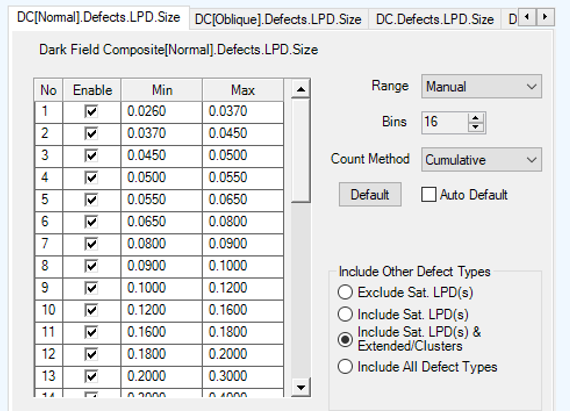 DC[Normal].Defects.LPD.Size DC[Oblique].Defects.LPD.Size DC.Defects.LPD.Size D
Dark Field Composite[Normal].Defects.LPD.Size
No Enable Min Max
1 0.0260 0.0370
2 0.0370 0.0450
3 0.0450 0.0500
4 0.0500 0.0550
5 0.0550 0.0650
6 0.0650 0.0800
7 0.0800 0.0900
8 0.0900 0.1000
9 0.1000 0.1200
10 0.1200 0.1600
11 0.1600 0.1800
12 0.1800 0.2000
13 0.2000 0.3000
Range Manual
Bins 16
Count Method Cumulative
Default Auto Default
Include Other Defect Types
Exclude Sat. LPD(s)
Include Sat. LPD(s)
Include Sat. LPD(s) &
Extended/Clusters
Include All Defect Types